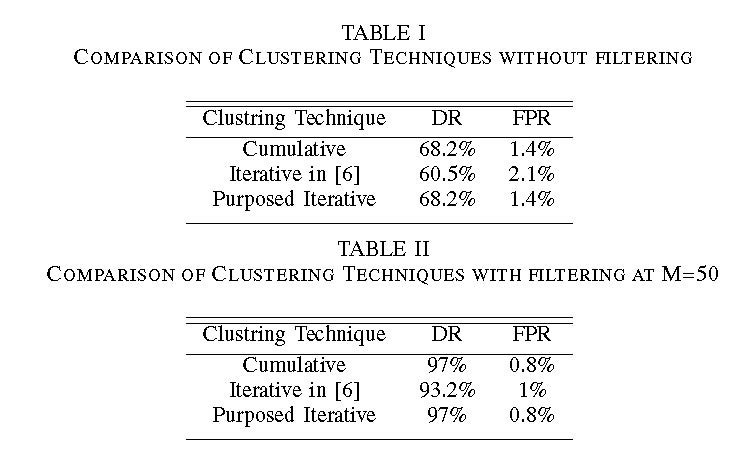 TABLE I
COMPARISON OF CLUSTERING TECHNIQUES WITHOUT FILTERING
Clustring Technique DR FPR
Cumulative 68.2% 1.4%
Iterative in [6] 60.5% 2.1%
Purposed Iterative 68.2% 1.4%
TABLE II
COMPARISON OF CLUSTERING TECHNIQUES WITH FILTERING AT M=50
Clustring Technique DR FPR
Cumulative 97% 0.8%
Iterative in [6] 93.2% 1%
Purposed Iterative 97% 0.8%